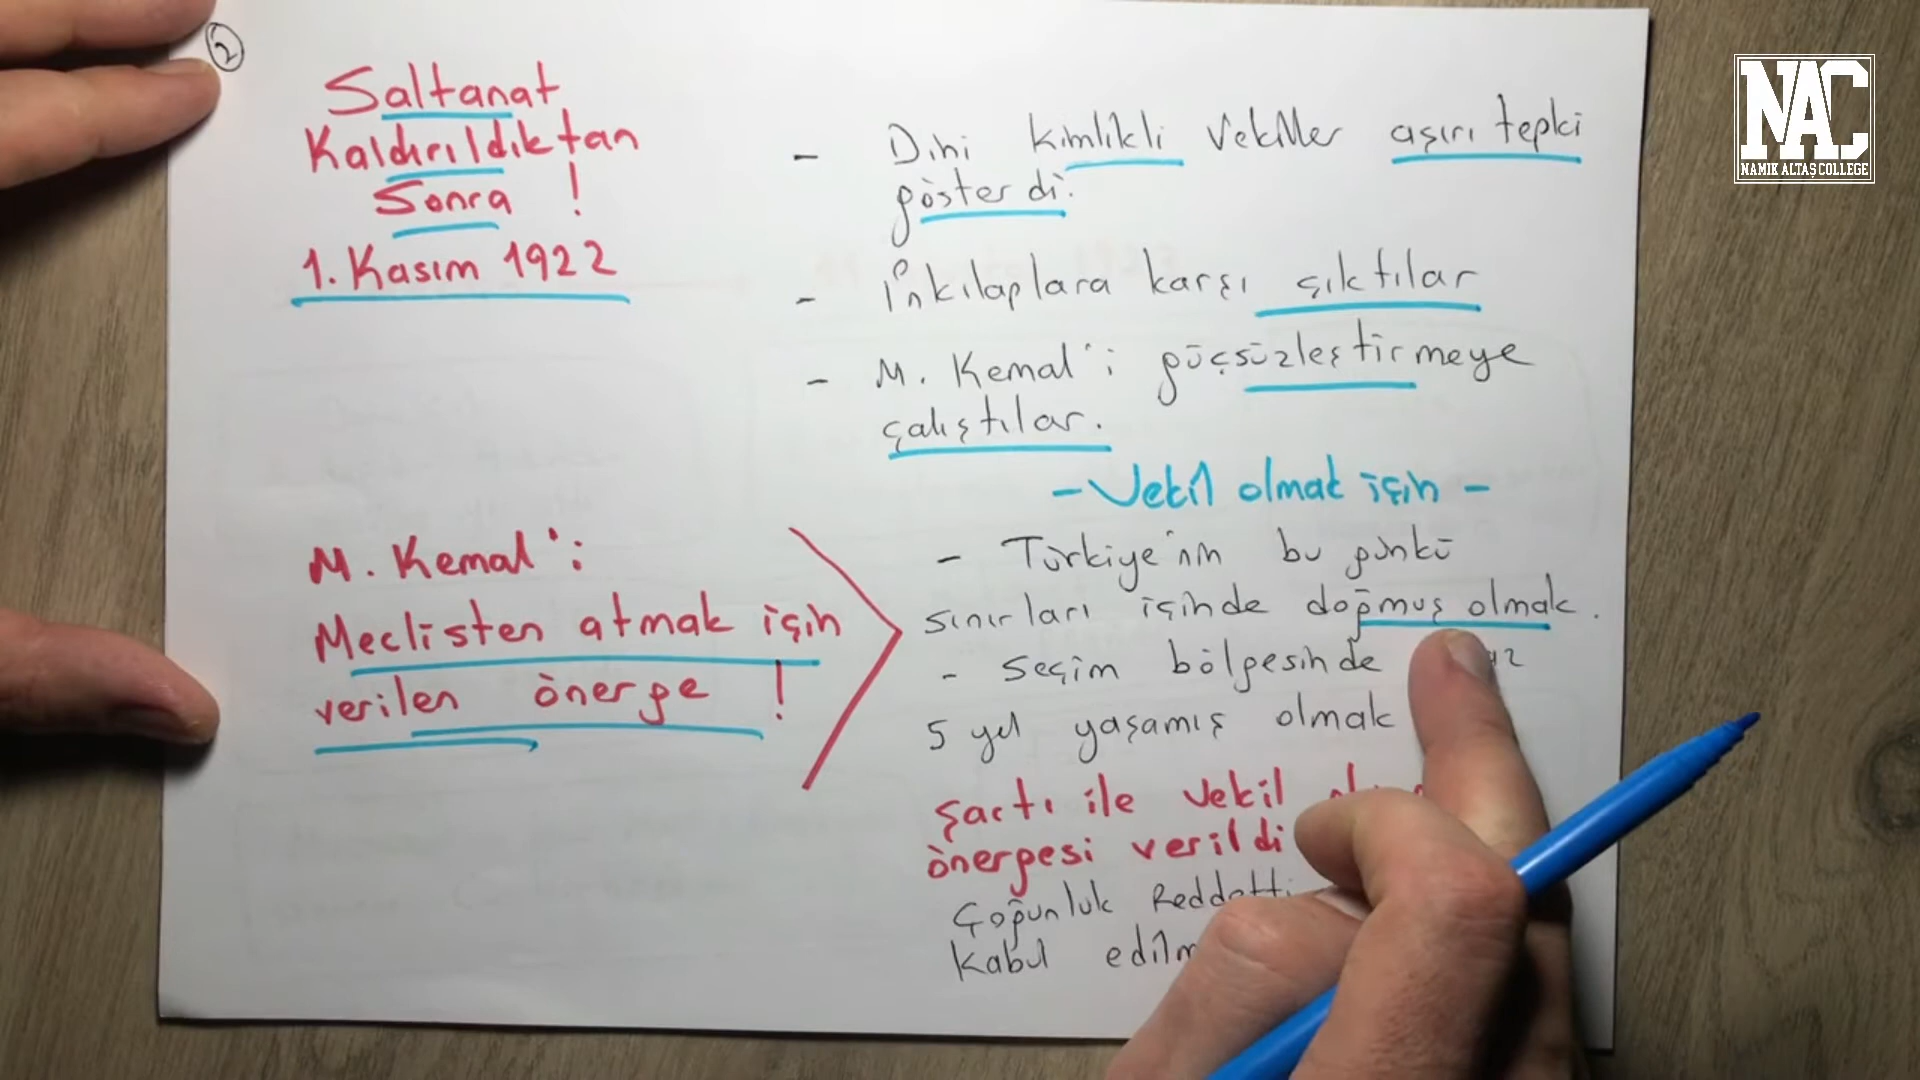 2
Saltanat
Kaldırıldıktan
Sonra !
1. Kasım 1922
- Dini kimlikli Vekiller aşırı tepki
gösterdi.
- İnkılaplara karşı çıktılar
- M. Kemal'i güçsüzleştirmeye
çalıştılar.
M. Kemal'i
Meclisten atmak için
verilen önerge !
- Vekil olmak için -
- Türkiye'nin bu günkü
sınırları içinde doğmuş olmak.
- Seçim bölgesinde
5 yıl yaşamış olmak
Şartı ile Vekil
önergesi verildi
Çoğunluk Reddetti
Kabul
NAC
NAMIK ALTAŞ COLLEGE